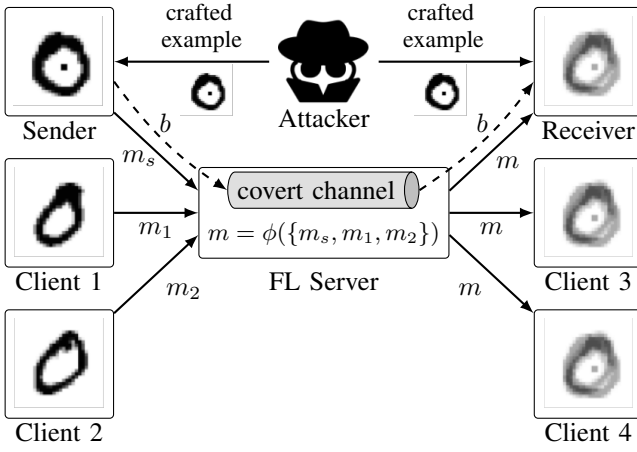 crafted
example
crafted
example
Sender
Attacker
Receiver
b
b
m_s
m
covert channel
m = ϕ({m_s, m_1, m_2})
m_1
m
Client 1
FL Server
Client 3
m_2
m
Client 2
Client 4